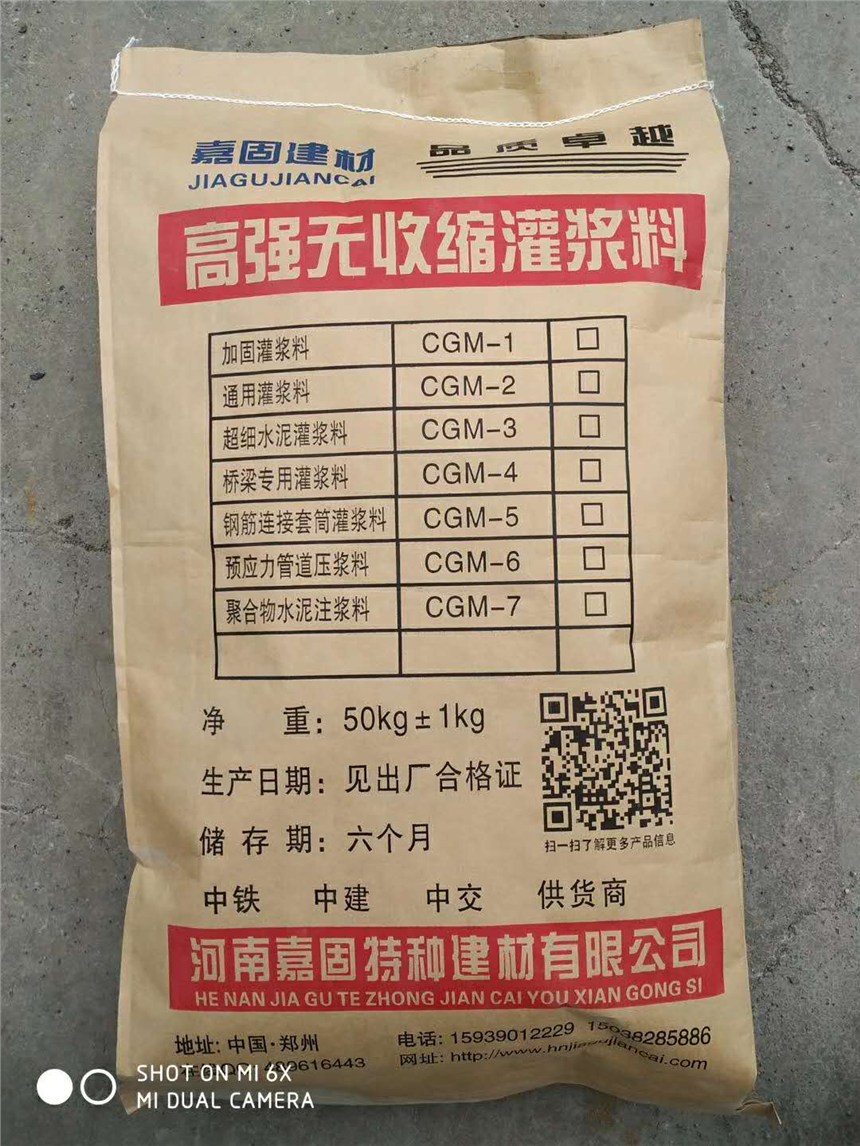 嘉固建材 品质卓越
JIAGUJIANCAI
高强无收缩灌浆料
加固灌浆料 CGM-1 □
通用灌浆料 CGM-2 □
超细水泥灌浆料 CGM-3 □
桥梁专用灌浆料 CGM-4 □
钢筋连接套筒灌浆料 CGM-5 □
预应力管道压浆料 CGM-6 □
聚合物水泥注浆料 CGM-7 □
净 重: 50kg±1kg
生产日期: 见出厂合格证
储存期: 六个月
扫一扫了解更多产品信息
中铁 中建 中交 供货商
河南嘉固特种建材有限公司
HE NAN JIA GU TE ZHONG JIAN CAI YOU XIAN GONG SI
地址: 中国·郑州 电话: 15939012229 15038285886
网址: http://www.hnjiagujiancai.com
SHOT ON MI 6X
MI DUAL CAMERA